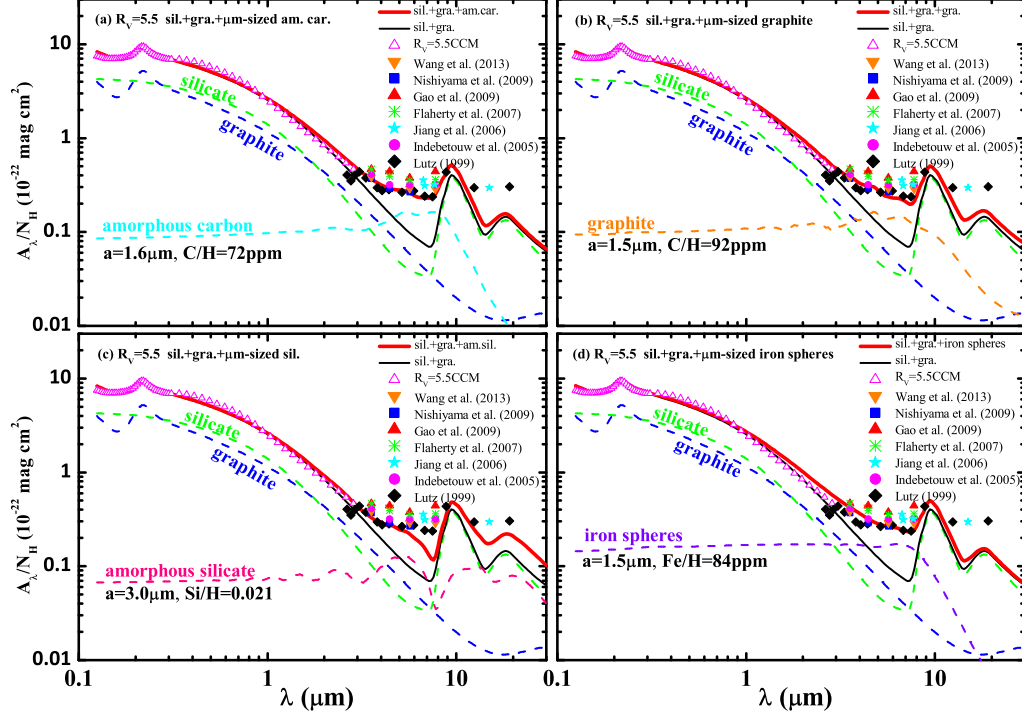 (a) R_V=5.5 sil.+gra.+μm-sized am. car.
sil.+gra.+am.car.
sil.+gra.
R_V=5.5CCM
Wang et al. (2013)
Nishiyama et al. (2009)
Gao et al. (2009)
Flaherty et al. (2007)
Jiang et al. (2006)
Indebetouw et al. (2005)
Lutz (1999)
silicate
graphite
amorphous carbon
a=1.6μm, C/H=72ppm
A_λ/N_H (10^-22 mag cm^2)
10
1
0.1
0.01
(b) R_V=5.5 sil.+gra.+μm-sized graphite
sil.+gra.+gra.
sil.+gra.
R_V=5.5CCM
Wang et al. (2013)
Nishiyama et al. (2009)
Gao et al. (2009)
Flaherty et al. (2007)
Jiang et al. (2006)
Indebetouw et al. (2005)
Lutz (1999)
silicate
graphite
graphite
a=1.5μm, C/H=92ppm
(c) R_V=5.5 sil.+gra.+μm-sized sil.
sil.+gra.+am.sil.
sil.+gra.
R_V=5.5CCM
Wang et al. (2013)
Nishiyama et al. (2009)
Gao et al. (2009)
Flaherty et al. (2007)
Jiang et al. (2006)
Indebetouw et al. (2005)
Lutz (1999)
silicate
graphite
amorphous silicate
a=3.0μm, Si/H=0.021
A_λ/N_H (10^-22 mag cm^2)
10
1
0.1
0.01
0.1 1 10
λ (μm)
(d) R_V=5.5 sil.+gra.+μm-sized iron spheres
sil.+gra.+iron spheres
sil.+gra.
R_V=5.5CCM
Wang et al. (2013)
Nishiyama et al. (2009)
Gao et al. (2009)
Flaherty et al. (2007)
Jiang et al. (2006)
Indebetouw et al. (2005)
Lutz (1999)
silicate
graphite
iron spheres
a=1.5μm, Fe/H=84ppm
0.1 1 10
λ (μm)